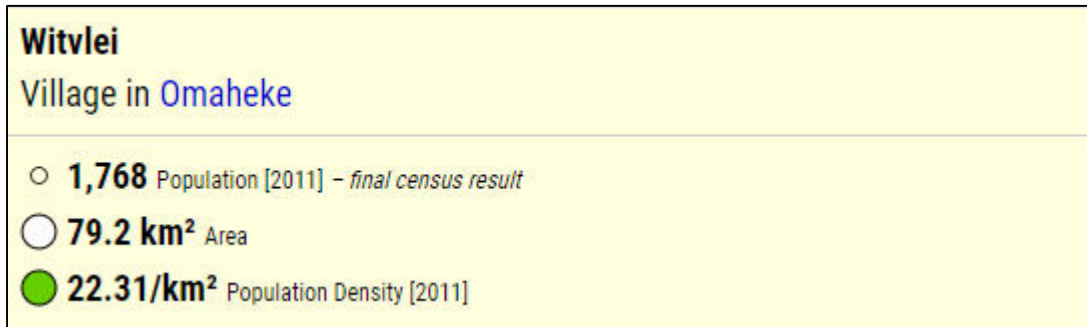 Witvlei
Village in Omaheke
1,768 Population [2011] – final census result
79.2 km² Area
22.31/km² Population Density [2011]